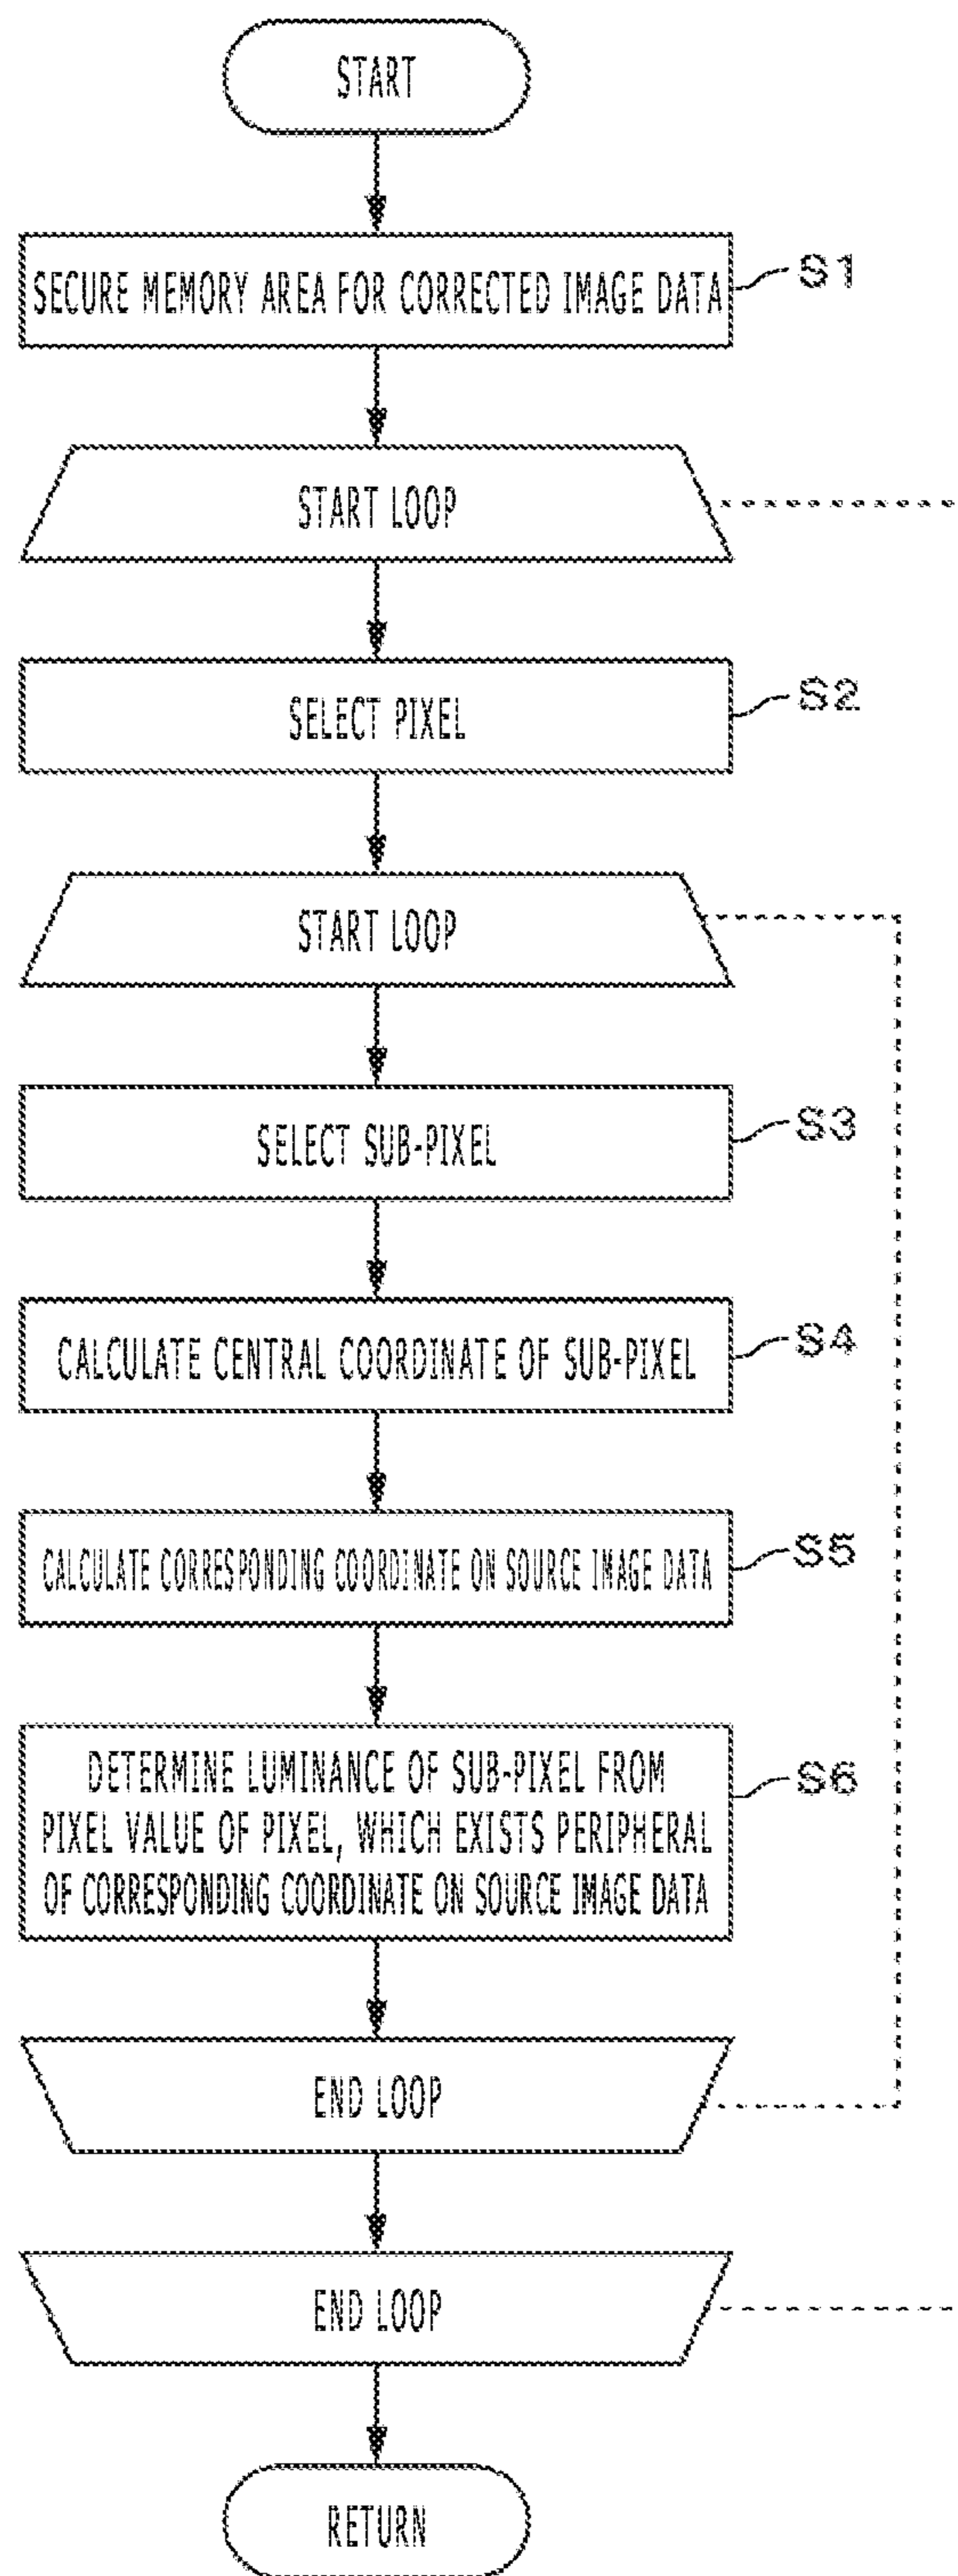 START
SECURE MEMORY AREA FOR CORRECTED IMAGE DATA
S1
START LOOP
SELECT PIXEL
S2
START LOOP
SELECT SUB-PIXEL
S3
CALCULATE CENTRAL COORDINATE OF SUB-PIXEL
S4
CALCULATE CORRESPONDING COORDINATE ON SOURCE IMAGE DATA
S5
DETERMINE LUMINANCE OF SUB-PIXEL FROM
PIXEL VALUE OF PIXEL, WHICH EXISTS PERIPHERAL
OF CORRESPONDING COORDINATE ON SOURCE IMAGE DATA
S6
END LOOP
END LOOP
RETURN